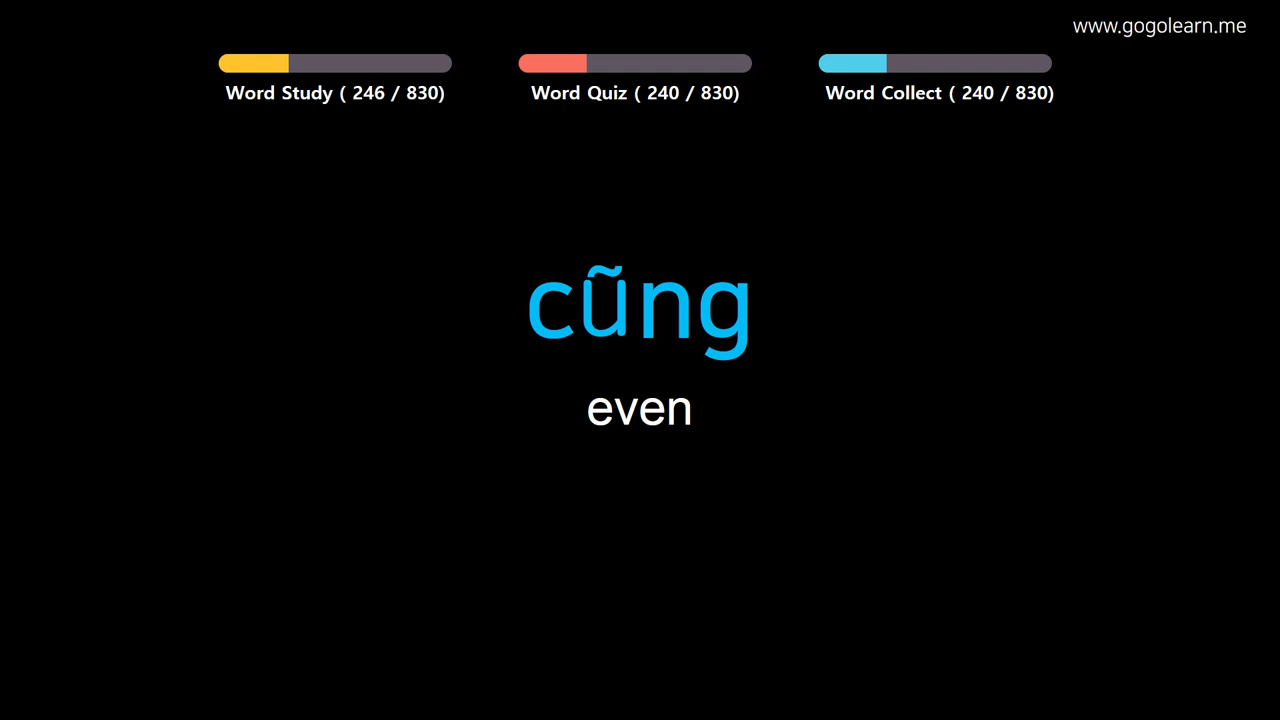 www.gogolearn.me
Word Study ( 246 / 830)
Word Quiz ( 240 / 830)
Word Collect ( 240 / 830)
cũng
even